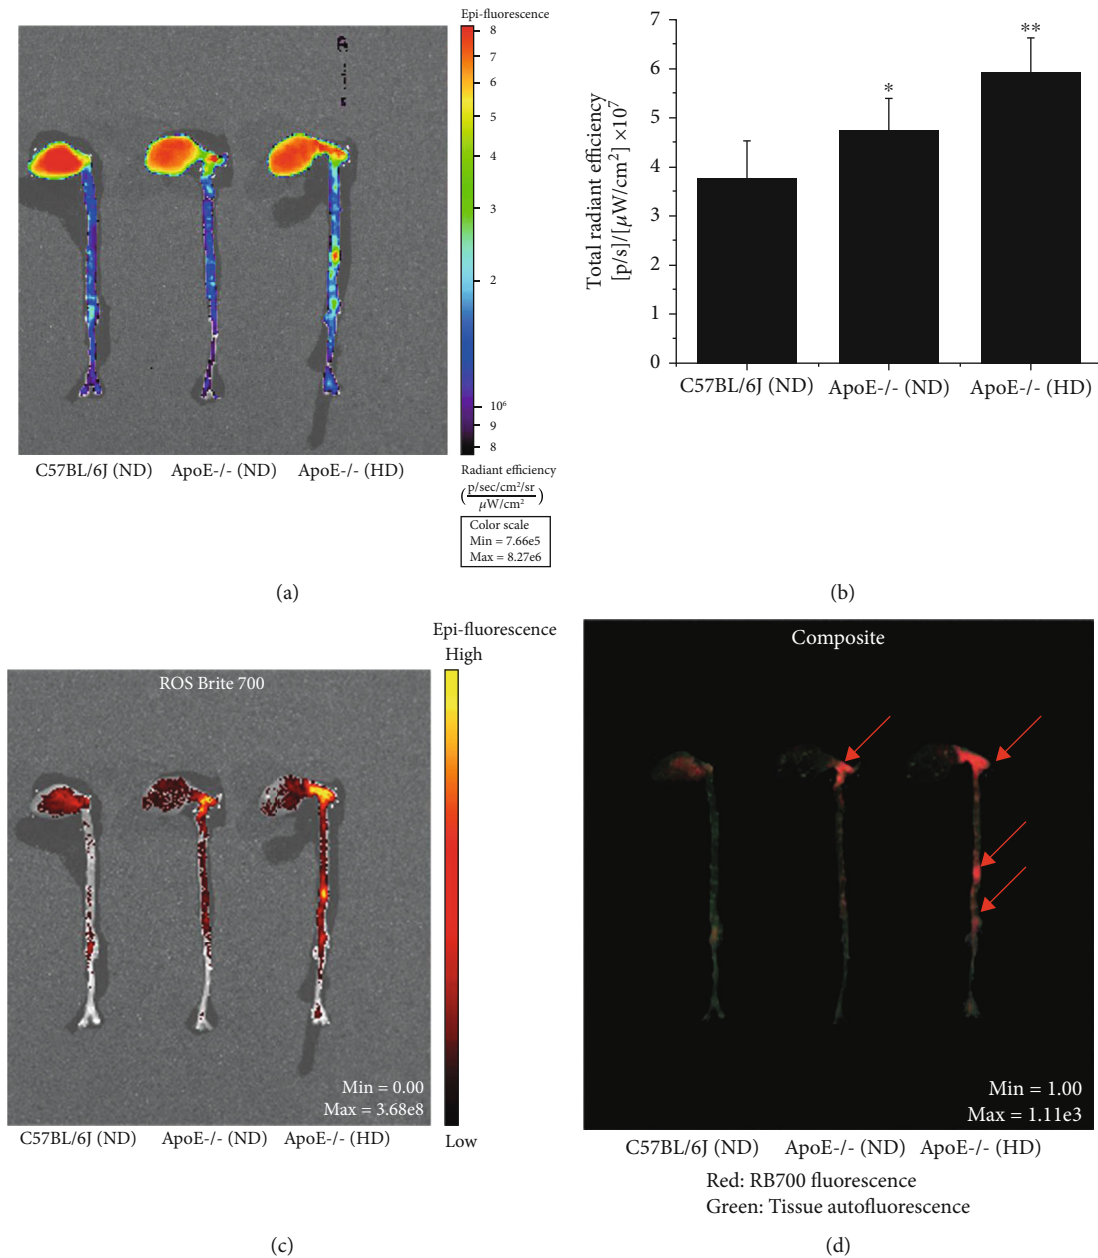 Epi-fluorescence
8
7
6
5
4
3
2
10⁶
9
8
C57BL/6J (ND) ApoE-/- (ND) ApoE-/- (HD)
Radiant efficiency
(p/sec/cm²/sr
μW/cm²)
Color scale
Min = 7.66e5
Max = 8.27e6
(a)
Total radiant efficiency
[p/s]/[μW/cm²] ×10⁷
7
6
5
4
3
2
1
0
*
**
C57BL/6J (ND) ApoE-/- (ND) ApoE-/- (HD)
(b)
Epi-fluorescence
High
ROS Brite 700
Min = 0.00
Max = 3.68e8
Low
C57BL/6J (ND) ApoE-/- (ND) ApoE-/- (HD)
(c)
Composite
Min = 1.00
Max = 1.11e3
C57BL/6J (ND) ApoE-/- (ND) ApoE-/- (HD)
Red: RB700 fluorescence
Green: Tissue autofluorescence
(d)